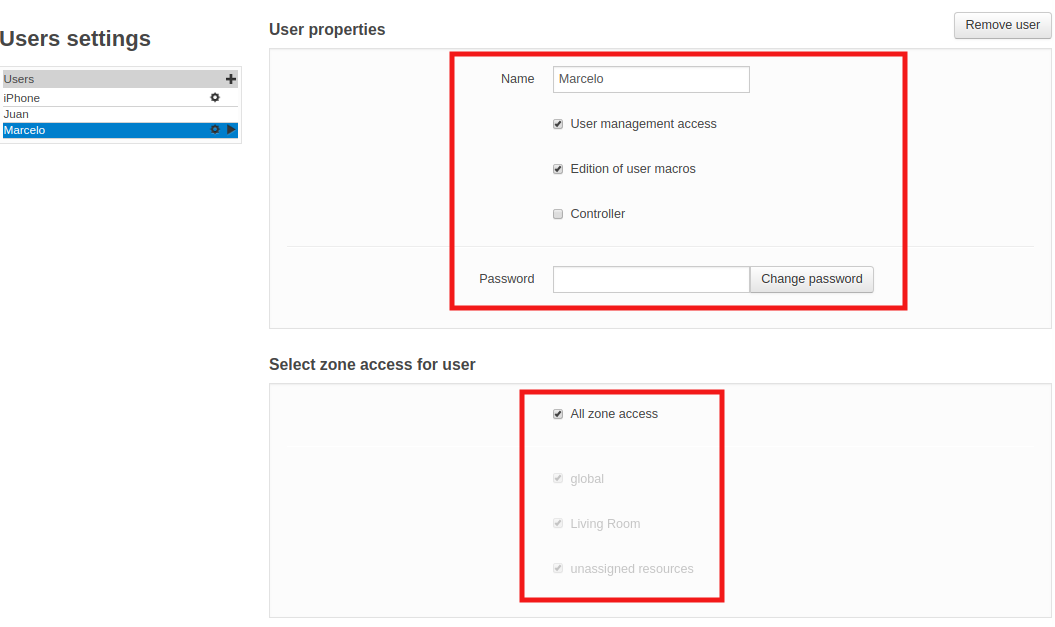 Users settings
Users
iPhone
Juan
Marcelo
User properties
Remove user
Name
Marcelo
User management access
Edition of user macros
Controller
Password
Change password
Select zone access for user
All zone access
global
Living Room
unassigned resources